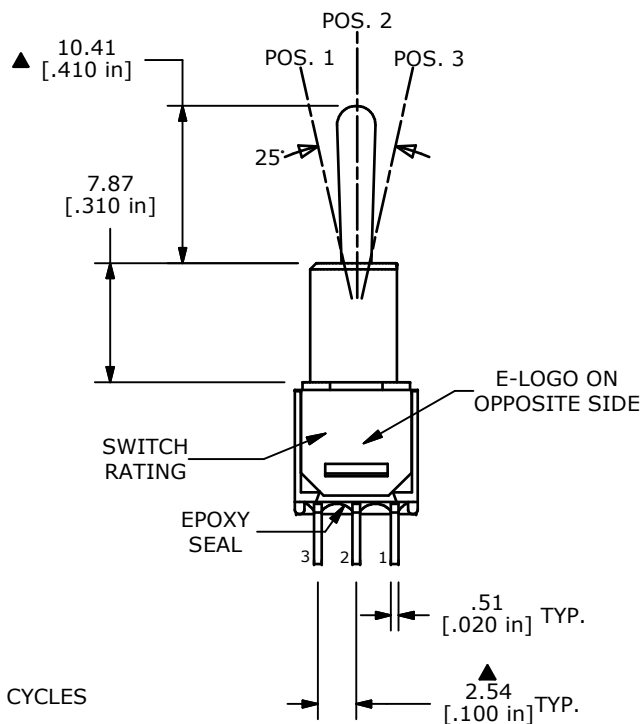 POS. 2
▲ 10.41
[.410 in]
POS. 1
POS. 3
25°
7.87
[.310 in]
E-LOGO ON
OPPOSITE SIDE
SWITCH
RATING
EPOXY
SEAL
3 2 1
.51
[.020 in] TYP.
CYCLES
▲
2.54
[.100 in] TYP.